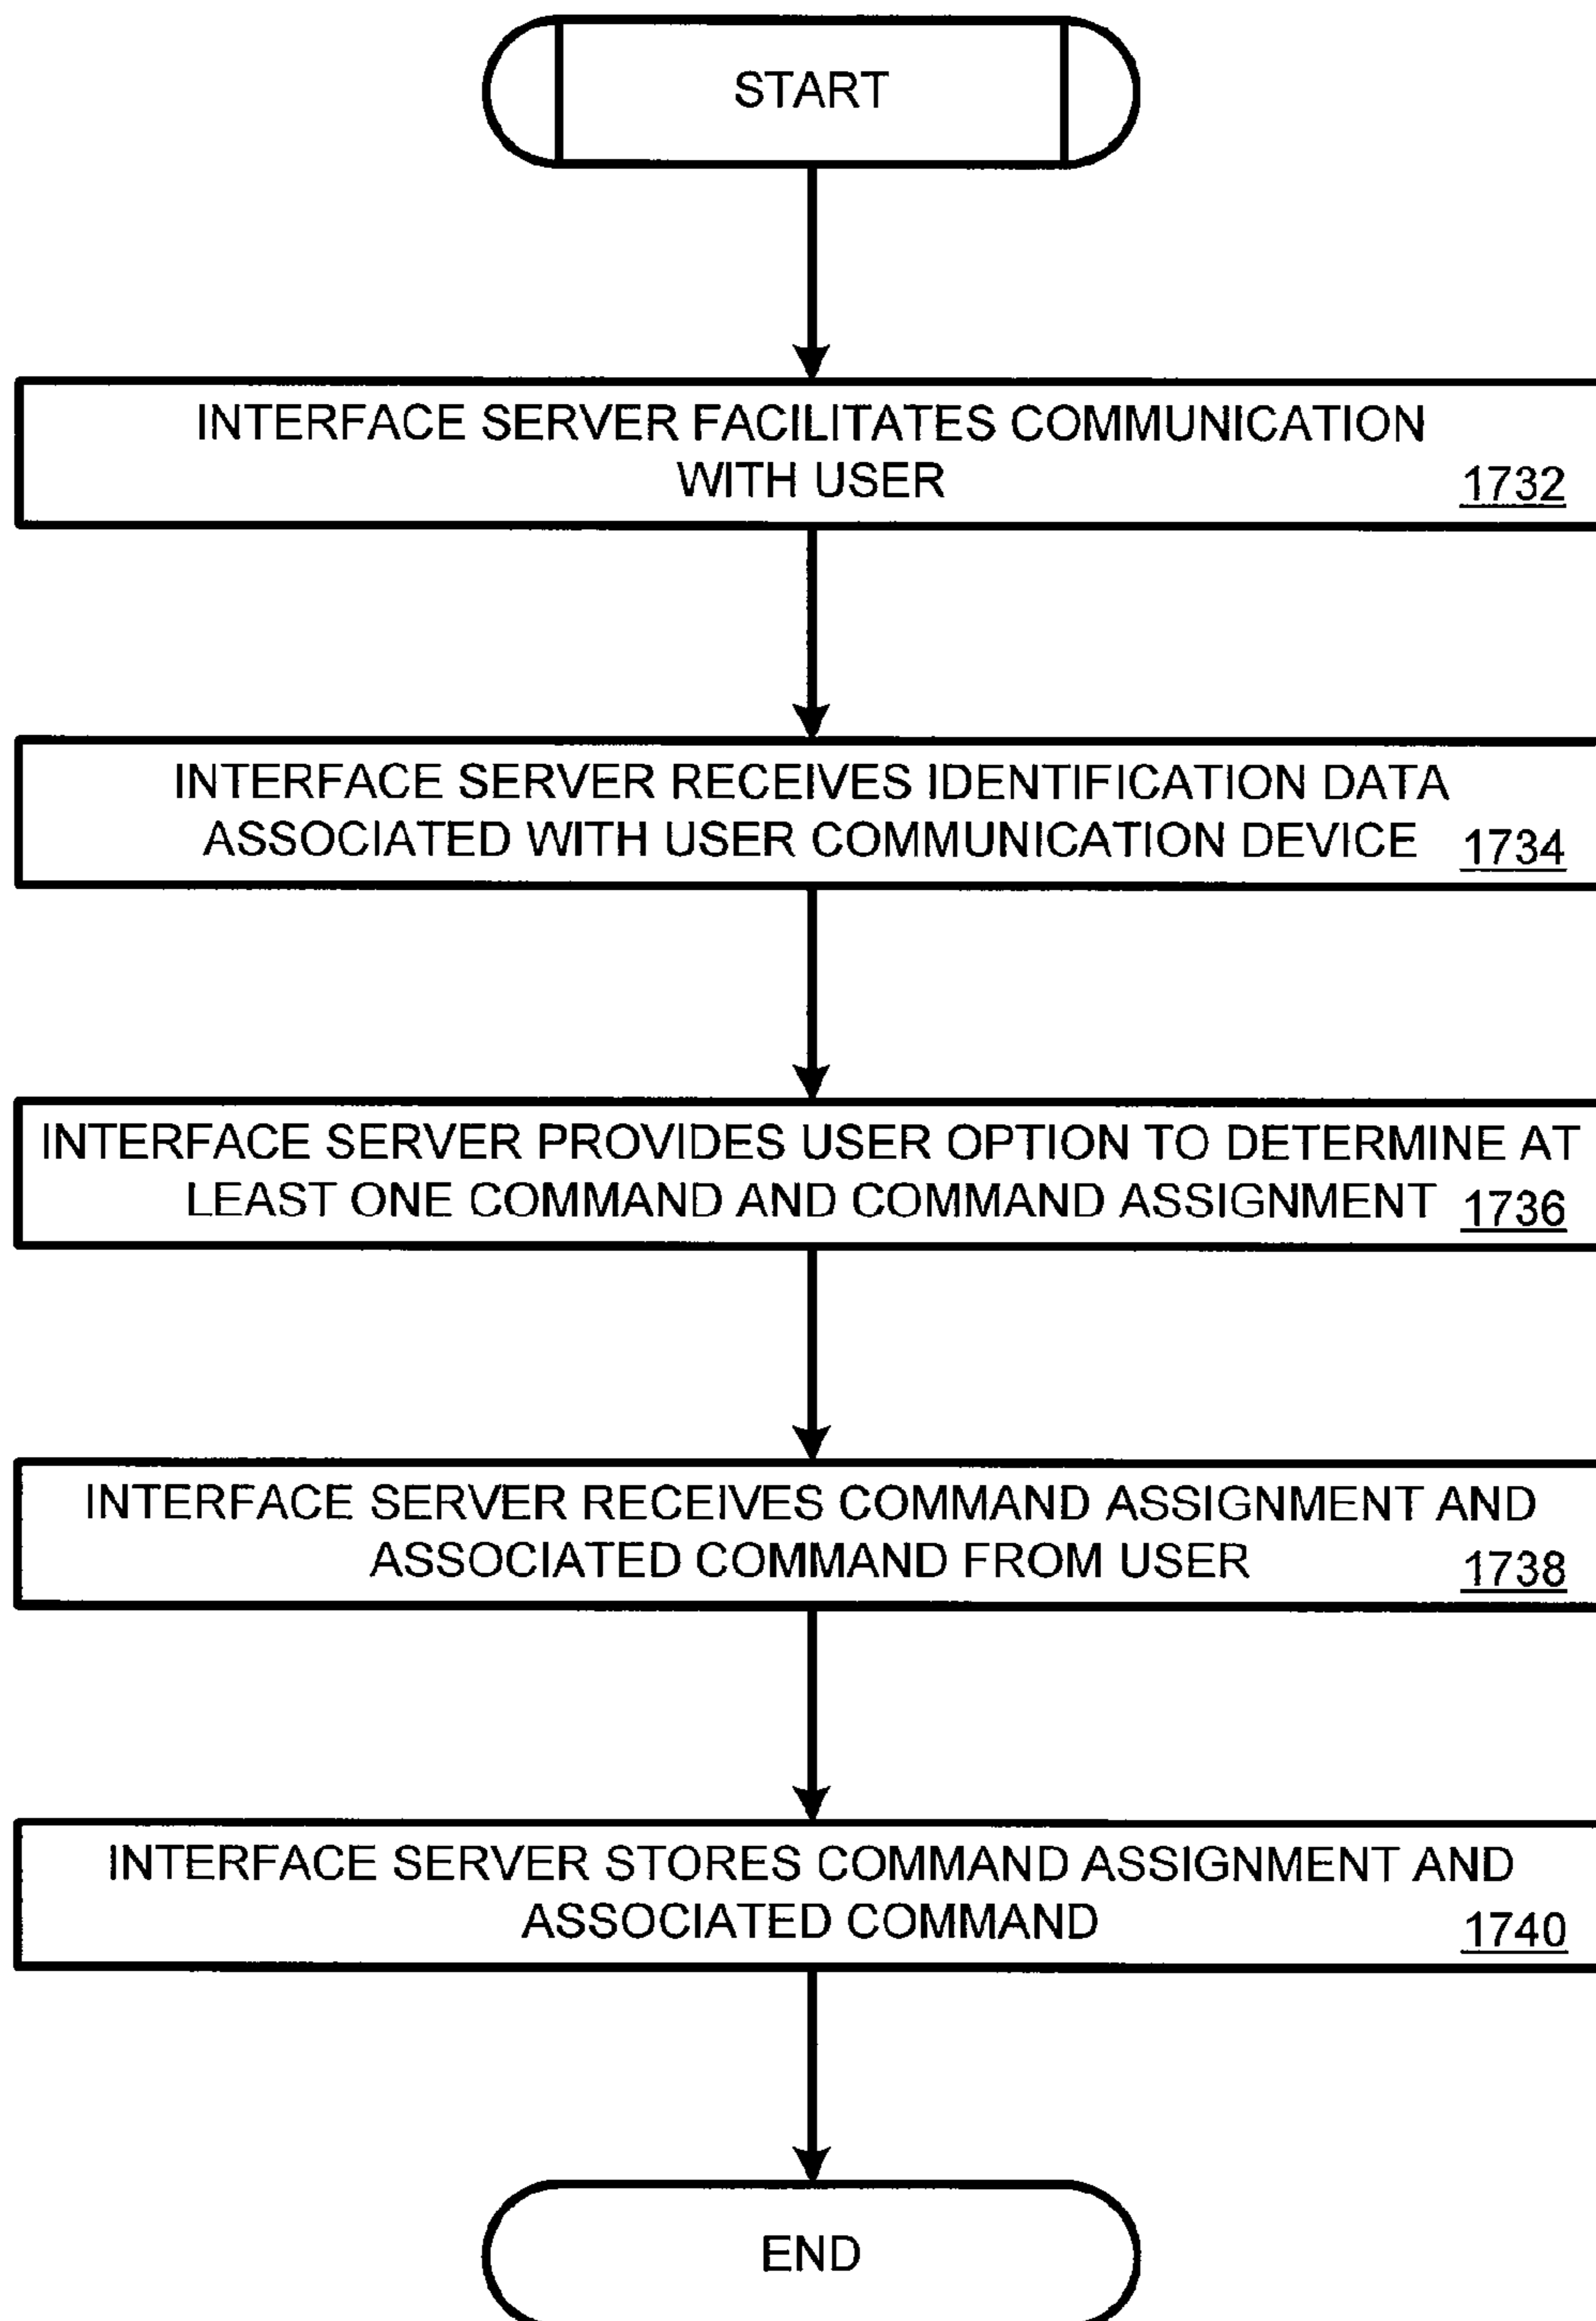 START
INTERFACE SERVER FACILITATES COMMUNICATION
WITH USER
1732
INTERFACE SERVER RECEIVES IDENTIFICATION DATA
ASSOCIATED WITH USER COMMUNICATION DEVICE
1734
INTERFACE SERVER PROVIDES USER OPTION TO DETERMINE AT
LEAST ONE COMMAND AND COMMAND ASSIGNMENT
1736
INTERFACE SERVER RECEIVES COMMAND ASSIGNMENT AND
ASSOCIATED COMMAND FROM USER
1738
INTERFACE SERVER STORES COMMAND ASSIGNMENT AND
ASSOCIATED COMMAND
1740
END